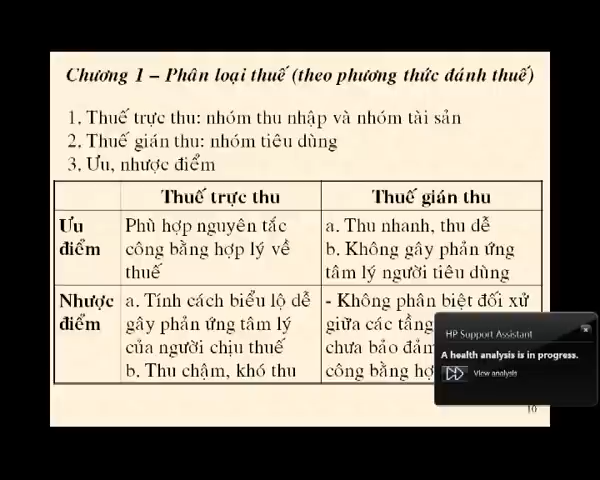 Chương 1 – Phân loại thuế (theo phương thức đánh thuế)
1. Thuế trực thu: nhóm thu nhập và nhóm tài sản
2. Thuế gián thu: nhóm tiêu dùng
3. Ưu, nhược điểm
Thuế trực thu
Thuế gián thu
Ưu điểm
Phù hợp nguyên tắc
công bằng hợp lý về
thuế
a. Thu nhanh, thu dễ
b. Không gây phản ứng
tâm lý người tiêu dùng
Nhược
điểm
a. Tính cách biểu lộ dễ
gây phản ứng tâm lý
của người chịu thuế
b. Thu chậm, khó thu
- Không phân biệt đối xử
giữa các tầng
chưa bảo đảm
công bằng
HP Support Assistant
A health analysis is in progress.
View analysis
10